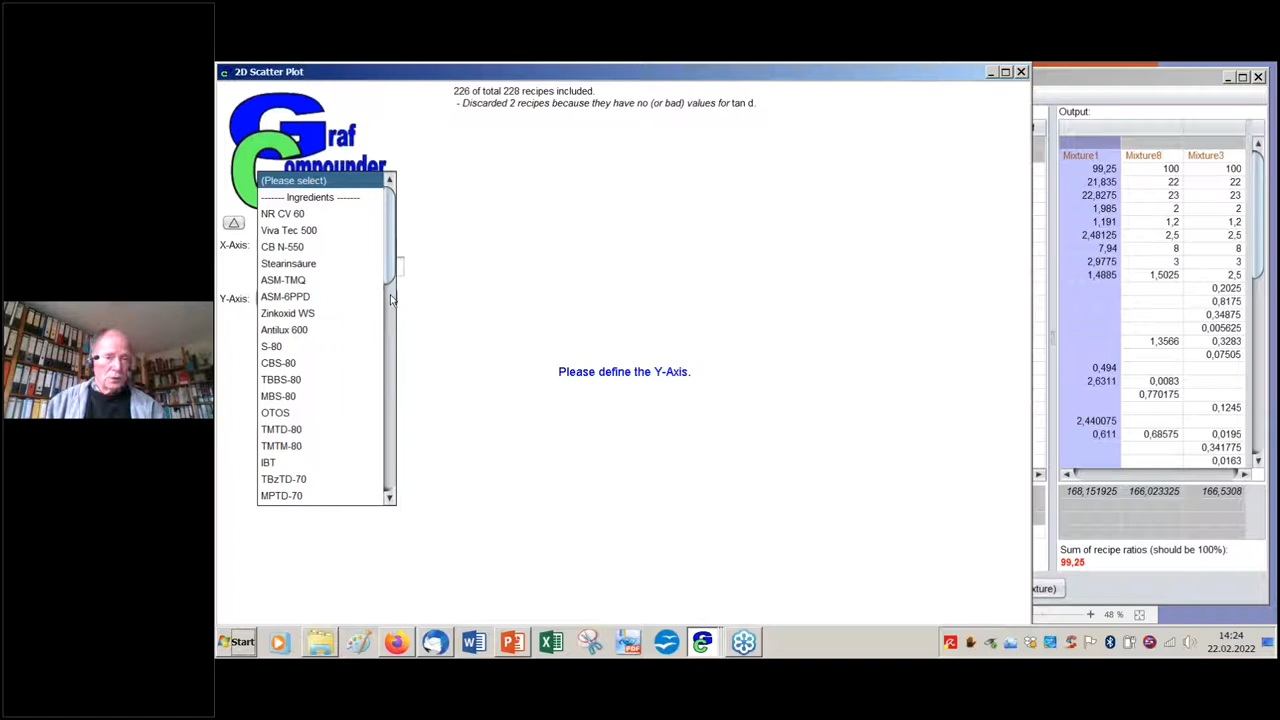 2D Scatter Plot
226 of total 228 recipes included.
- Discarded 2 recipes because they have no (or bad) values for tan d.
Graf
Compounder
X-Axis:
Y-Axis:
(Please select)
------- Ingredients -------
NR CV 60
Viva Tec 500
CB N-550
Stearinsäure
ASM-TMQ
ASM-6PPD
Zinkoxid WS
Antilux 600
S-80
CBS-80
TBBS-80
MBS-80
OTOS
TMTD-80
TMTM-80
IBT
TBzTD-70
MPTD-70
Please define the Y-Axis.
Output:
Mixture1 Mixture8 Mixture3
99,25 100 100
21,835 22 22
22,8275 23 23
1,985 2 2
1,191 1,2 1,2
2,48125 2,5 2,5
7,94 8 8
2,9775 3 3
1,4885 1,5025 2,5
0,2025
0,8175
0,34875
0,005625
1,3566 0,3283
0,07505
0,494
2,6311 0,0083
0,770175
0,1245
2,440075
0,611 0,68575 0,0195
0,341775
0,0163
168,151925 166,023325 166,5308
Sum of recipe ratios (should be 100%):
99,25
xture)
48 %
Start
14:24
22.02.2022